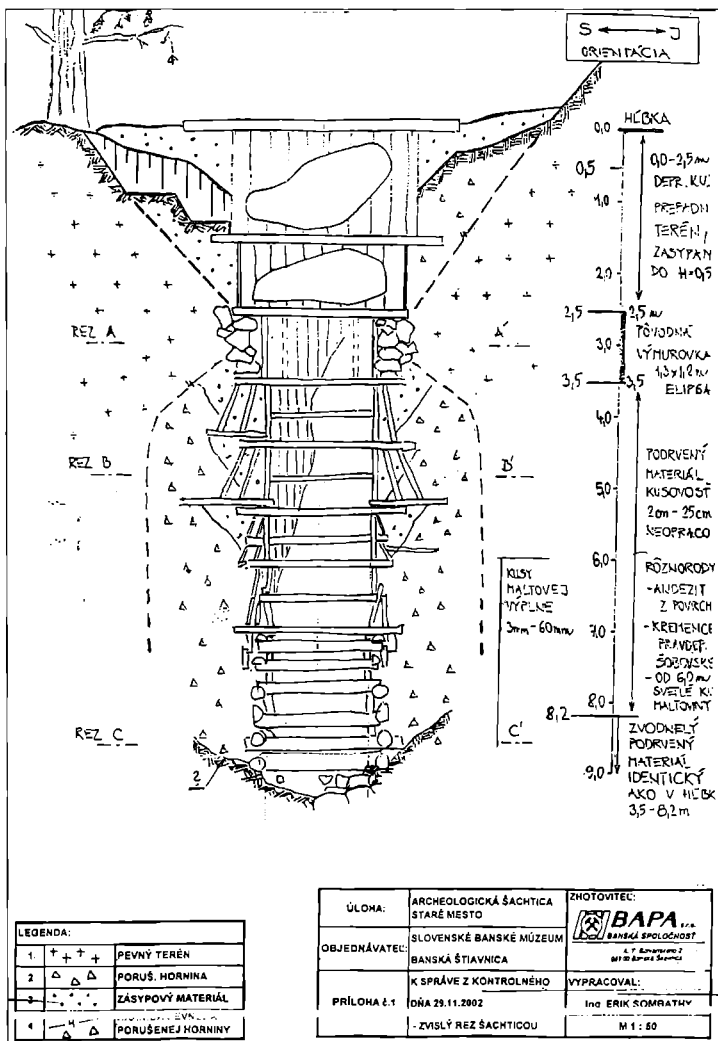 S J
ORIENTÁCIA
HĹBKA
0,0
0,5
1,0
2,0
2,5
3,0
3,5
4,0
5,0
6,0
7,0
8,0
8,2
9,0
0,0-2,5m
DEPR. KU.
PREPADN
TERÉN,
ZASYPAN
DO H=0,5
2,5 m
PÔVODNÁ
VÝMUROVKA
1,3x1,2m
ELIPSA
3,5
PODRVENÝ
MATERIÁL
KUSOVOSŤ
2cm - 25cm
NEOPRACO
RÔZNORODY
-ANDEZIT
Z POVRCH
-KREMENCE
PRAVDEP.
ŠOBOVSKÉ
- OD 6,0m
SVETLÉ KU
MALTOVINY
ZVODNELÝ
PODRVENÝ
MATERIÁL
IDENTICKÝ
AKO V HĹBK
3,5-8,2m
REZ A
A'
REZ B
B'
REZ C
C'
KUSY
MALTOVEJ
VÝPLNE
3mm-60mm
2
LEGENDA:
1. PEVNÝ TERÉN
2 PORUŠ. HORNINA
3 ZÁSYPOVÝ MATERIÁL
4 H
PORUŠENEJ HORNINY
ÚLOHA:
ARCHEOLOGICKÁ ŠACHTICA
STARÉ MESTO
OBJEDNÁVATEĽ:
SLOVENSKÉ BANSKÉ MÚZEUM
BANSKÁ ŠTIAVNICA
PRÍLOHA č.1
K SPRÁVE Z KONTROLNÉHO
DŇA 29.11.2002
- ZVISLÝ REZ ŠACHTICOU
ZHOTOVITEĽ:
BAPA s.r.o.
BANSKÁ SPOLOČNOSŤ
VYPRACOVAL:
Ing. ERIK SOMBATHY
M 1 : 50